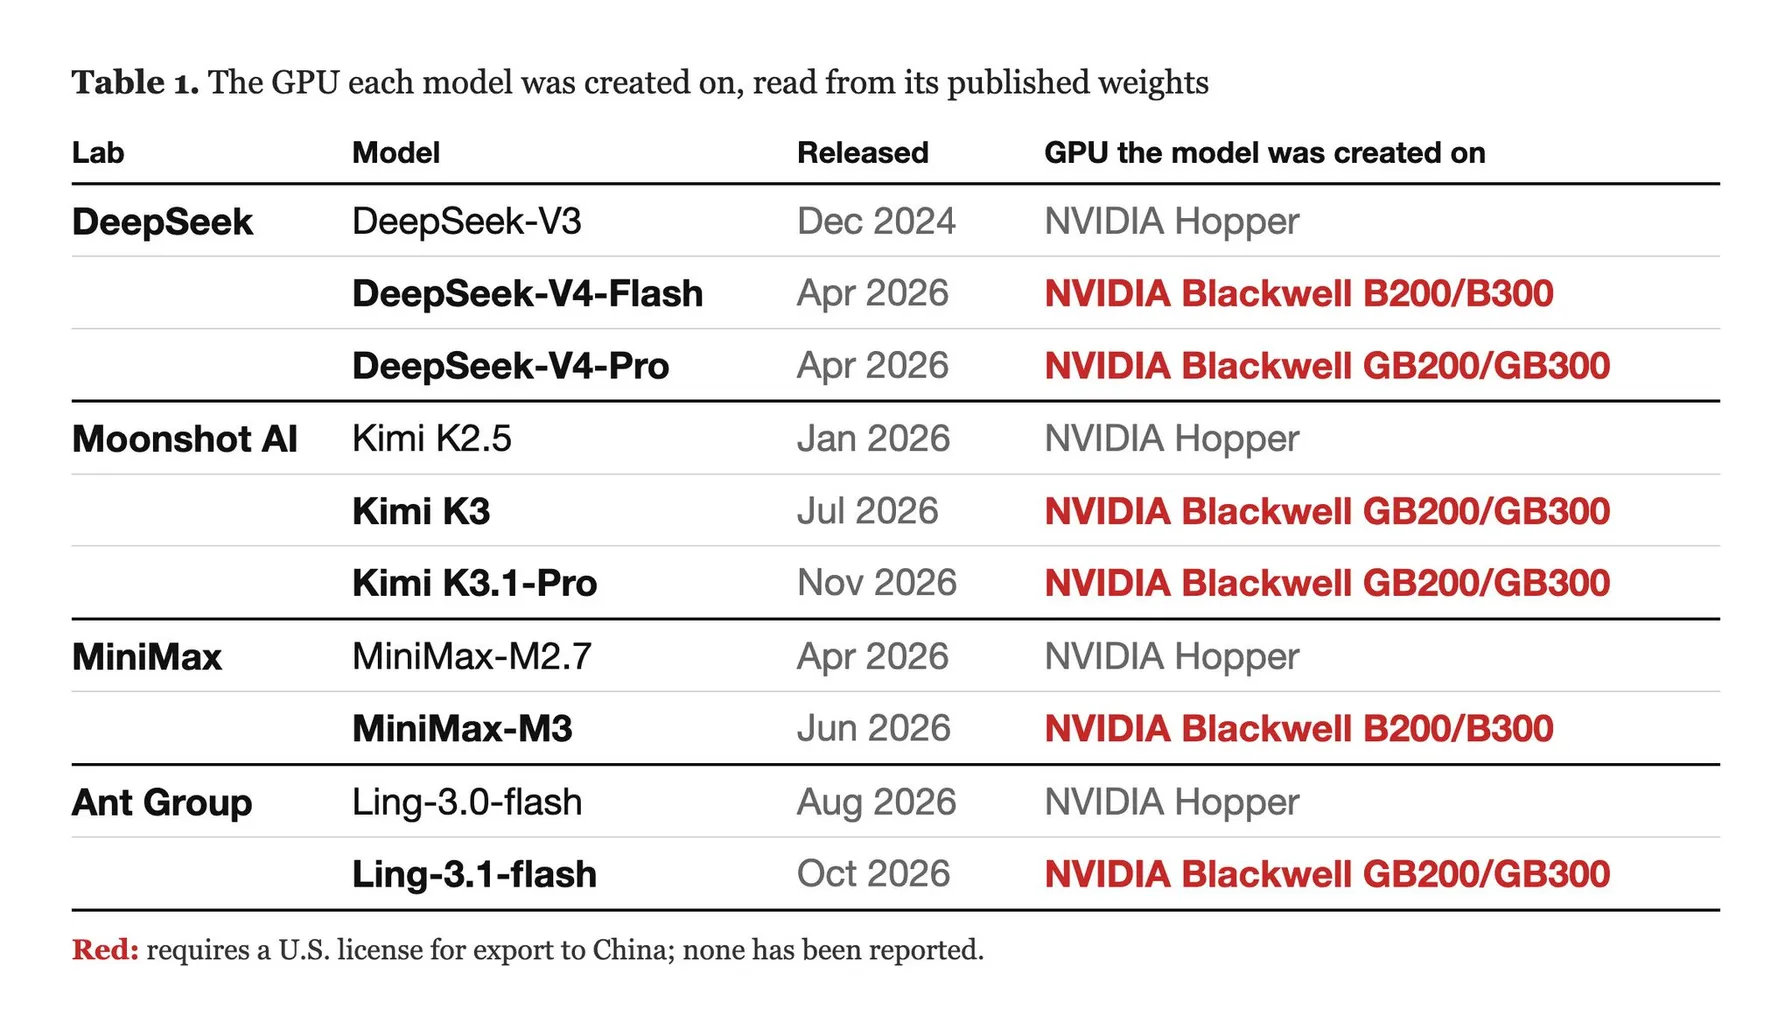 Table 1. The GPU each model was created on, read from its published weights
Lab Model Released GPU the model was created on
DeepSeek DeepSeek-V3 Dec 2024 NVIDIA Hopper
DeepSeek-V4-Flash Apr 2026 NVIDIA Blackwell B200/B300
DeepSeek-V4-Pro Apr 2026 NVIDIA Blackwell GB200/GB300
Moonshot AI Kimi K2.5 Jan 2026 NVIDIA Hopper
Kimi K3 Jul 2026 NVIDIA Blackwell GB200/GB300
Kimi K3.1-Pro Nov 2026 NVIDIA Blackwell GB200/GB300
MiniMax MiniMax-M2.7 Apr 2026 NVIDIA Hopper
MiniMax-M3 Jun 2026 NVIDIA Blackwell B200/B300
Ant Group Ling-3.0-flash Aug 2026 NVIDIA Hopper
Ling-3.1-flash Oct 2026 NVIDIA Blackwell GB200/GB300
Red: requires a U.S. license for export to China; none has been reported.